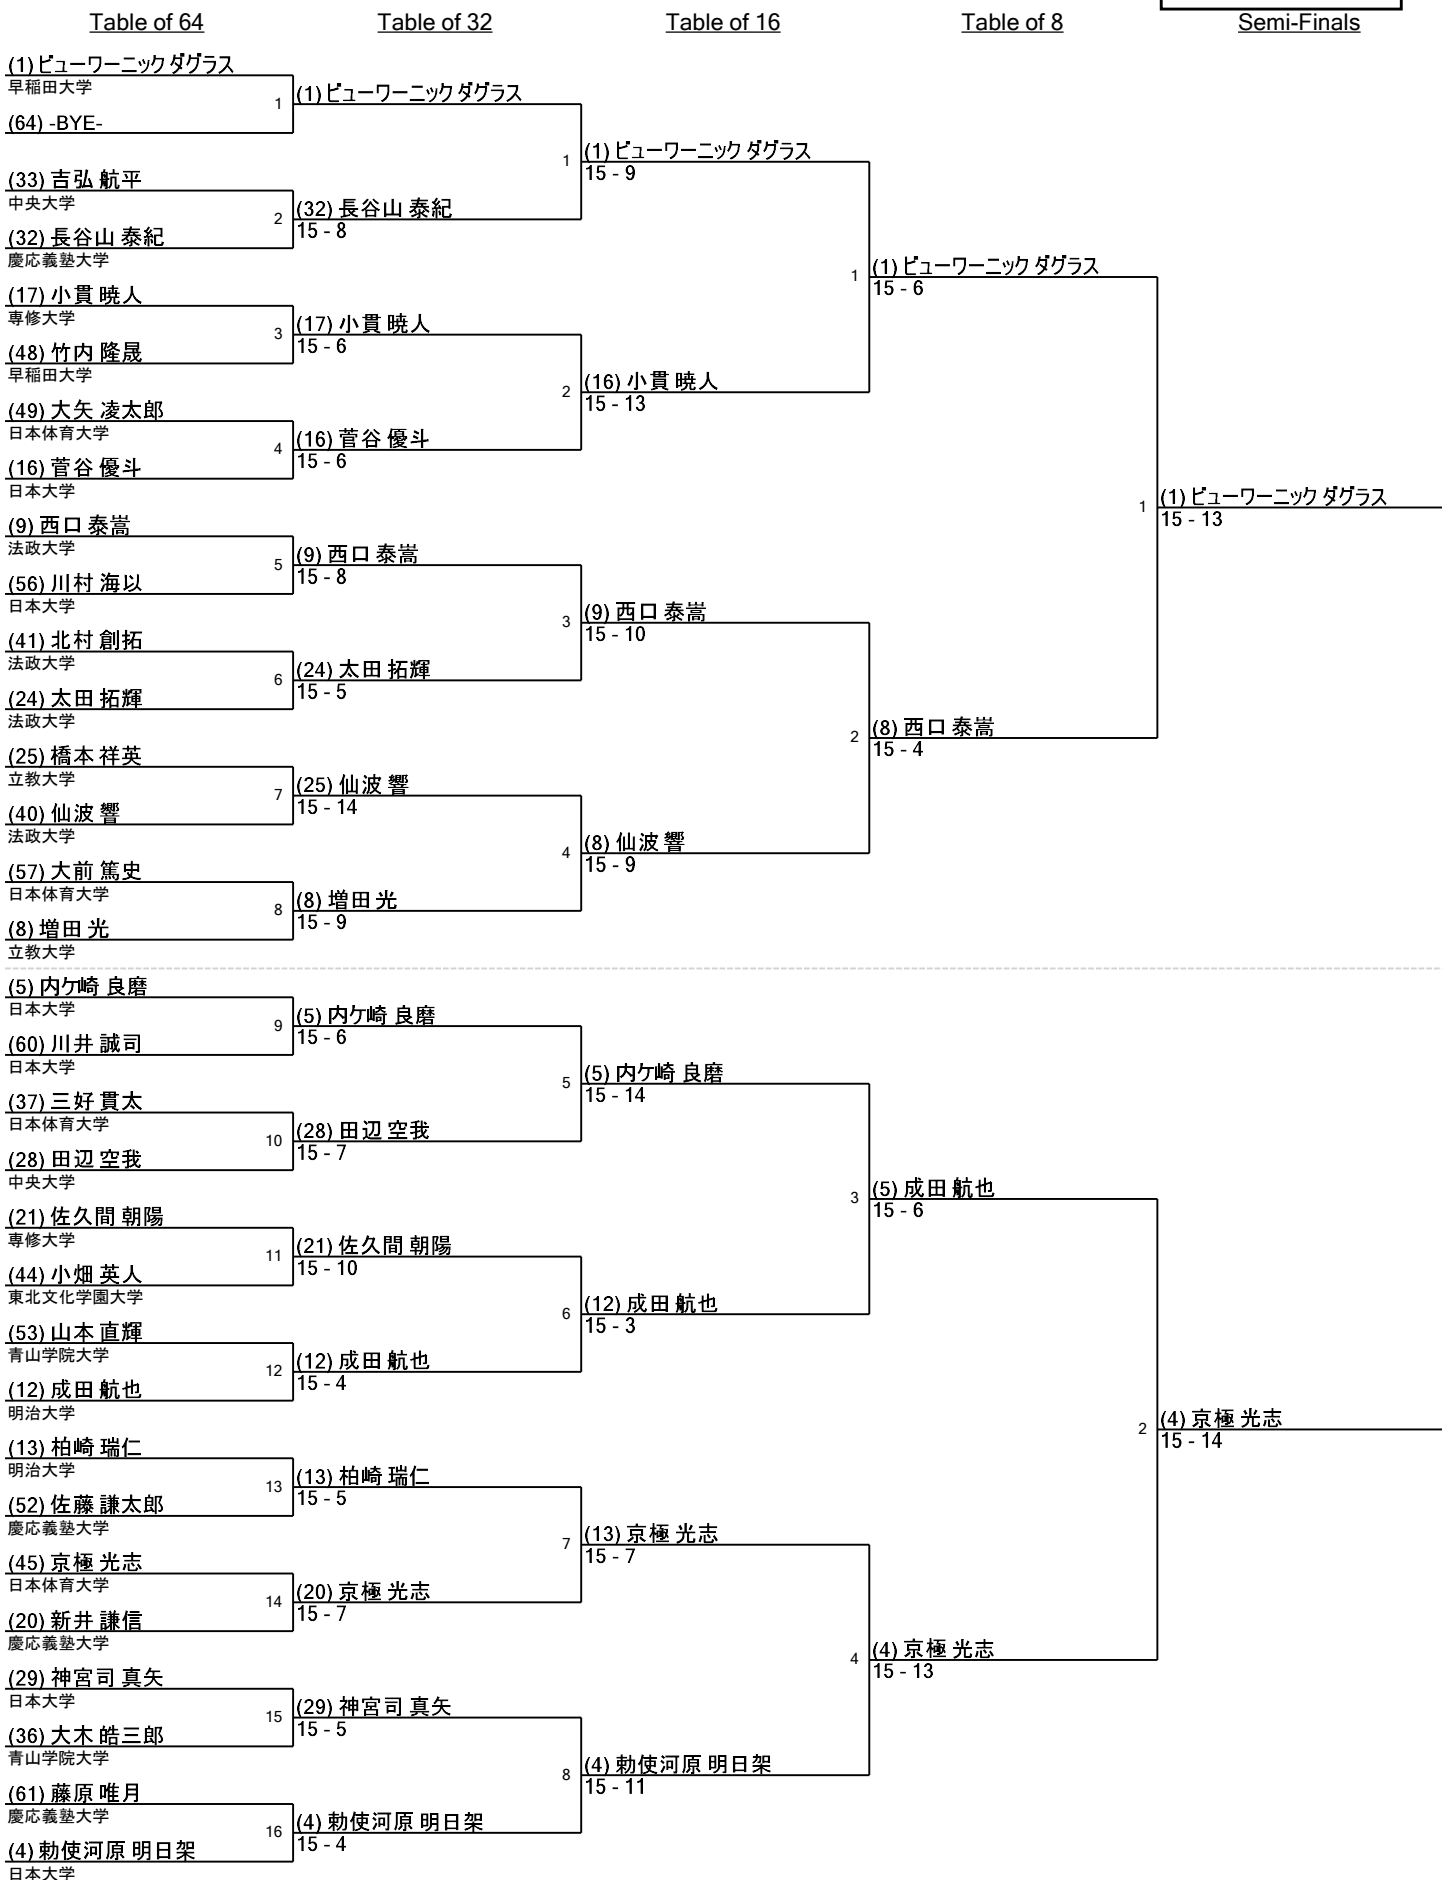 Table of 64
Table of 32
Table of 16
Table of 8
Semi-Finals
(1) ビューワーニック ダグラス
早稲田大学
1
(64) -BYE-
(33) 吉弘 航平
中央大学
2
(32) 長谷山 泰紀
慶応義塾大学
(17) 小貫 暁人
専修大学
3
(48) 竹内 隆晟
早稲田大学
(49) 大矢 凌太郎
日本体育大学
4
(16) 菅谷 優斗
日本大学
(9) 西口 泰嵩
法政大学
5
(56) 川村 海以
日本大学
(41) 北村 創拓
法政大学
6
(24) 太田 拓輝
法政大学
(25) 橋本 祥英
立教大学
7
(40) 仙波 響
法政大学
(57) 大前 篤史
日本体育大学
8
(8) 増田 光
立教大学
(5) 内ケ崎 良磨
日本大学
9
(60) 川井 誠司
日本大学
(37) 三好 貫太
日本体育大学
10
(28) 田辺 空我
中央大学
(21) 佐久間 朝陽
専修大学
11
(44) 小畑 英人
東北文化学園大学
(53) 山本 直輝
青山学院大学
12
(12) 成田 航也
明治大学
(13) 柏崎 瑞仁
明治大学
13
(52) 佐藤 謙太郎
慶応義塾大学
(45) 京極 光志
日本体育大学
14
(20) 新井 謙信
慶応義塾大学
(29) 神宮司 真矢
日本大学
15
(36) 大木 皓三郎
青山学院大学
(61) 藤原 唯月
慶応義塾大学
16
(4) 勅使河原 明日架
日本大学
(1) ビューワーニック ダグラス
1
(32) 長谷山 泰紀
15 - 8
(17) 小貫 暁人
15 - 6
2
(16) 菅谷 優斗
15 - 6
(9) 西口 泰嵩
15 - 8
3
(24) 太田 拓輝
15 - 5
(25) 仙波 響
15 - 14
4
(8) 増田 光
15 - 9
(5) 内ケ崎 良磨
15 - 6
5
(28) 田辺 空我
15 - 7
(21) 佐久間 朝陽
15 - 10
6
(12) 成田 航也
15 - 4
(13) 柏崎 瑞仁
15 - 5
7
(20) 京極 光志
15 - 7
(29) 神宮司 真矢
15 - 5
8
(4) 勅使河原 明日架
15 - 4
(1) ビューワーニック ダグラス
15 - 9
1
(16) 小貫 暁人
15 - 13
(9) 西口 泰嵩
15 - 10
2
(8) 仙波 響
15 - 9
(5) 内ケ崎 良磨
15 - 14
3
(12) 成田 航也
15 - 3
(13) 京極 光志
15 - 7
4
(4) 勅使河原 明日架
15 - 11
(1) ビューワーニック ダグラス
15 - 6
1
(8) 西口 泰嵩
15 - 4
(5) 成田 航也
15 - 6
2
(4) 京極 光志
15 - 13
(1) ビューワーニック ダグラス
15 - 13
(4) 京極 光志
15 - 14